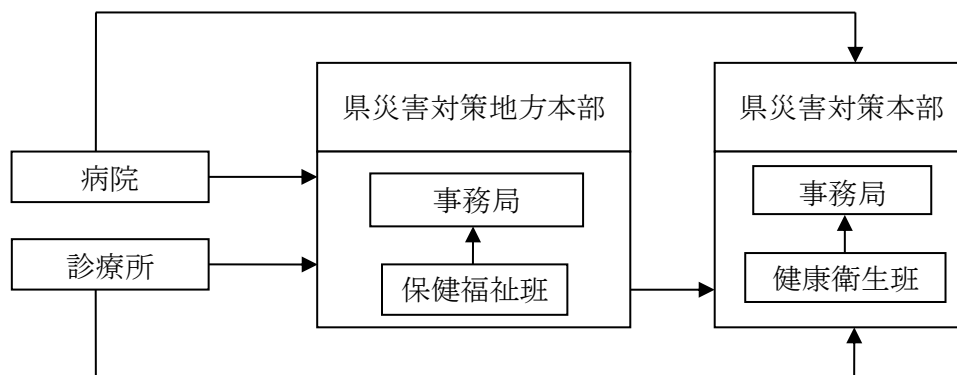 県災害対策地方本部
県災害対策本部
病院
事務局
事務局
診療所
保健福祉班
健康衛生班